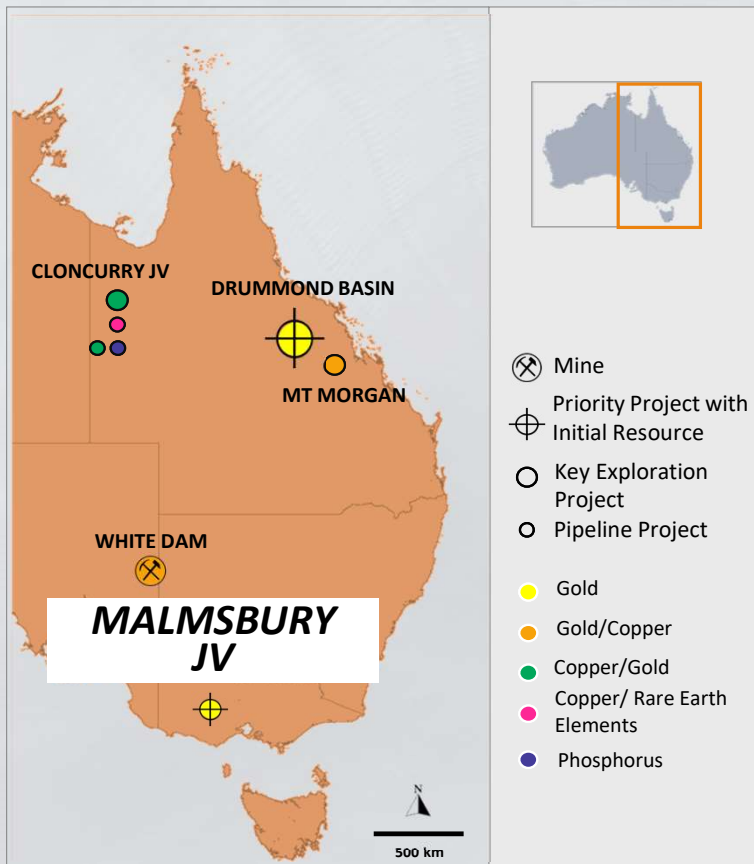 CLONCURRY JV
DRUMMOND BASIN
MT MORGAN
WHITE DAM
MALMSBURY
JV
N
500 km
Mine
Priority Project with
Initial Resource
Key Exploration
Project
Pipeline Project
Gold
Gold/Copper
Copper/Gold
Copper/ Rare Earth
Elements
Phosphorus